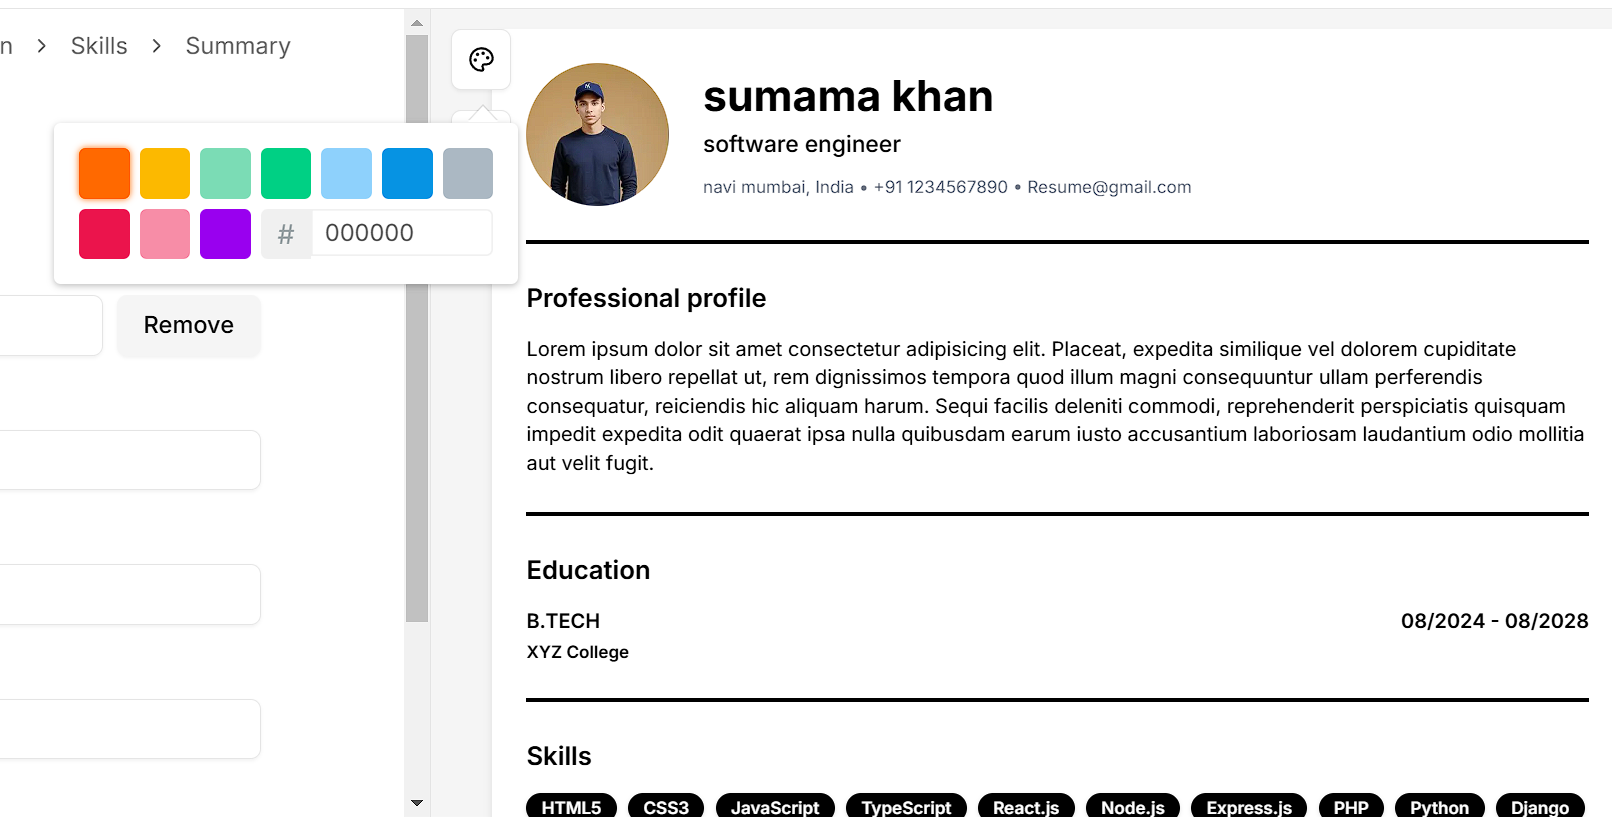 n > Skills > Summary
# 000000
Remove
sumama khan
software engineer
navi mumbai, India • +91 1234567890 • Resume@gmail.com
Professional profile
Lorem ipsum dolor sit amet consectetur adipisicing elit. Placeat, expedita similique vel dolorem cupiditate
nostrum libero repellat ut, rem dignissimos tempora quod illum magni consequuntur ullam perferendis
consequatur, reiciendis hic aliquam harum. Sequi facilis deleniti commodi, reprehenderit perspiciatis quisquam
impedit expedita odit quaerat ipsa nulla quibusdam earum iusto accusantium laboriosam laudantium odio mollitia
aut velit fugit.
Education
B.TECH 08/2024 - 08/2028
XYZ College
Skills
HTML5 CSS3 JavaScript TypeScript React.js Node.js Express.js PHP Python Django